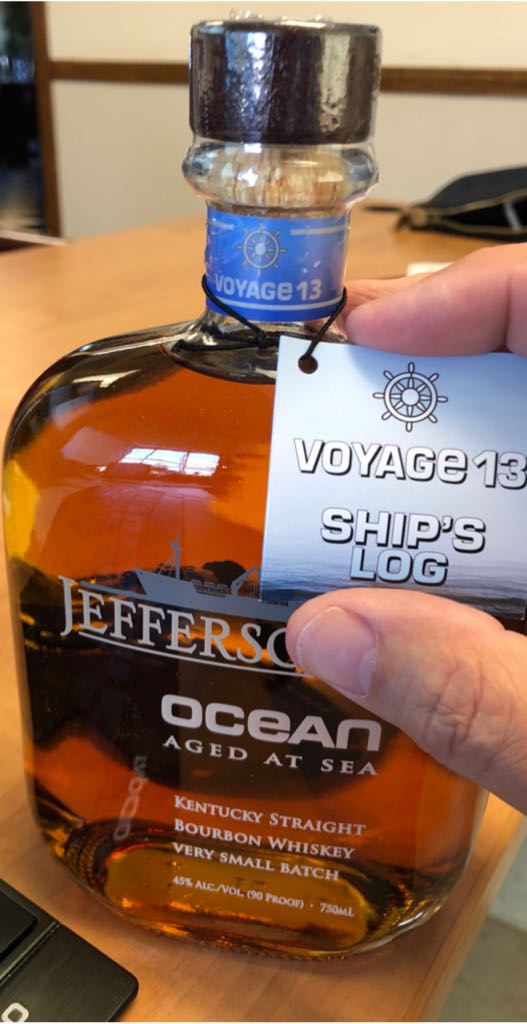 VOYAGE 13
VOYAGE 13
SHIP'S
LOG
JEFFERSO
OCEAN
AGED AT SEA
KENTUCKY STRAIGHT
BOURBON WHISKEY
VERY SMALL BATCH
45% ALC./VOL. (90 PROOF) · 750ML